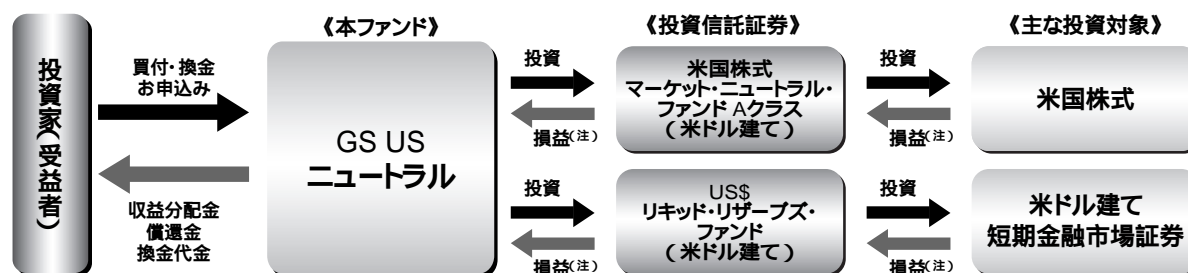 投資家（受益者）
買付・換金
お申込み
収益分配金
償還金
換金代金
《本ファンド》
GS US
ニュートラル
投資
損益（注）
投資
損益（注）
《投資信託証券》
米国株式
マーケット・ニュートラル・
ファンド Aクラス
（米ドル建て）
US$
リキッド・リザーブズ・
ファンド
（米ドル建て）
投資
損益（注）
投資
損益（注）
《主な投資対象》
米国株式
米ドル建て
短期金融市場証券